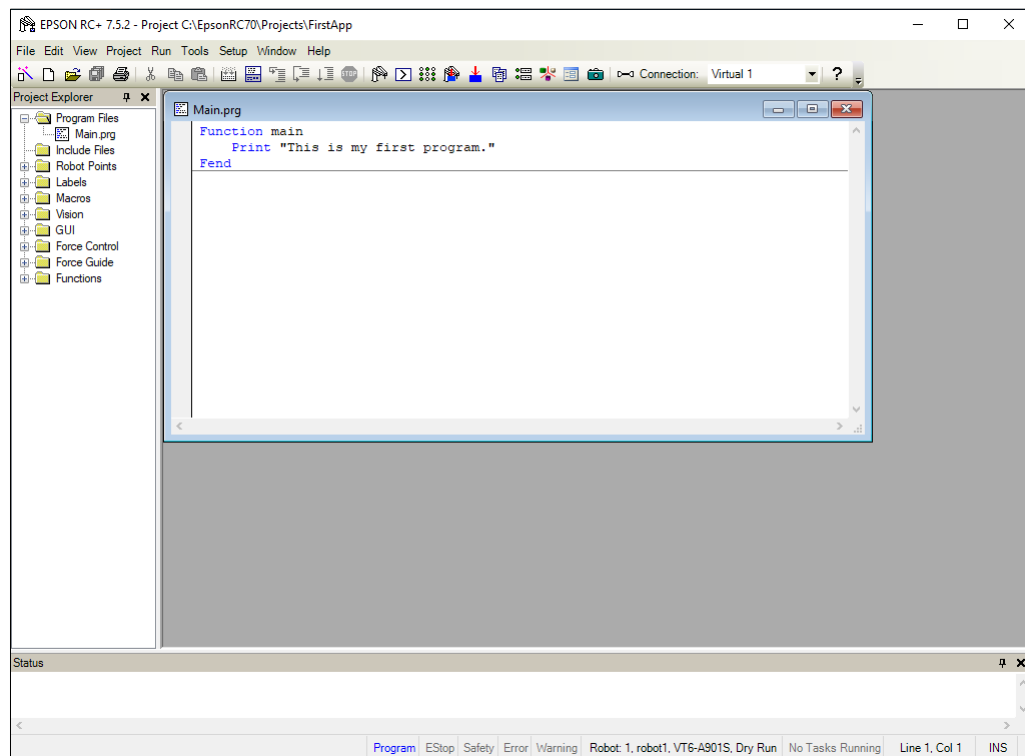 EPSON RC+ 7.5.2 - Project C:\EpsonRC70\Projects\FirstApp
File Edit View Project Run Tools Setup Window Help
STOP Connection: Virtual 1 ?
Project Explorer
Program Files
Main.prg
Include Files
Robot Points
Labels
Macros
Vision
GUI
Force Control
Force Guide
Functions
Main.prg
Function main
    Print "This is my first program."
Fend
Status
Program EStop Safety Error Warning Robot: 1, robot1, VT6-A901S, Dry Run No Tasks Running Line 1, Col 1 INS